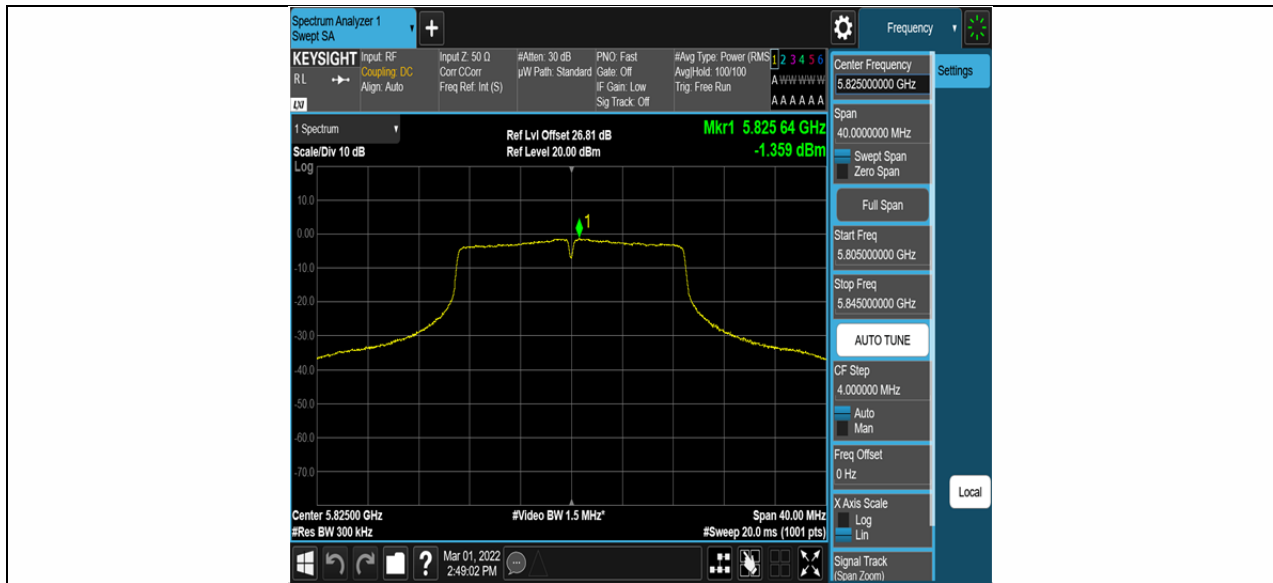 Spectrum Analyzer 1
Swept SA
+
Frequency
KEYSIGHT
Input: RF
Coupling: DC
Align: Auto
RL
LXI
Input Z: 50 Ω
Corr CCorr
Freq Ref: Int (S)
#Atten: 30 dB
µW Path: Standard
PNO: Fast
Gate: Off
IF Gain: Low
Sig Track: Off
#Avg Type: Power (RMS
Avg|Hold: 100/100
Trig: Free Run
1 2 3 4 5 6
A W W W W W
A A A A A A
1 Spectrum
Scale/Div 10 dB
Log
Ref Lvl Offset 26.81 dB
Ref Level 20.00 dBm
Mkr1 5.825 64 GHz
-1.359 dBm
10.0
0.00
-10.0
-20.0
-30.0
-40.0
-50.0
-60.0
-70.0
1
Center 5.82500 GHz
#Res BW 300 kHz
#Video BW 1.5 MHz*
Span 40.00 MHz
#Sweep 20.0 ms (1001 pts)
?
Mar 01, 2022
2:49:02 PM
Center Frequency
5.825000000 GHz
Span
40.0000000 MHz
Swept Span
Zero Span
Full Span
Start Freq
5.805000000 GHz
Stop Freq
5.845000000 GHz
AUTO TUNE
CF Step
4.000000 MHz
Auto
Man
Freq Offset
0 Hz
X Axis Scale
Log
Lin
Signal Track
(Span Zoom)
Settings
Local